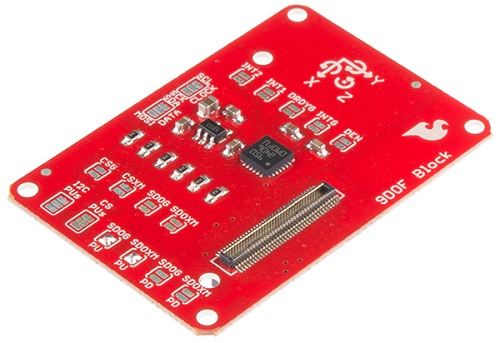 INT2
INT1
DRDYG
INTG
DEN
X
Y
G
Z
SCL
CLOCK
DATA
MOSI
CSG
CSXM
SDOG
SDOXM
I2C
PUs
CS
PUs
SDOG
PU
SDOXM
PU
SDOG
PD
SDOXM
PD
9DOF Block